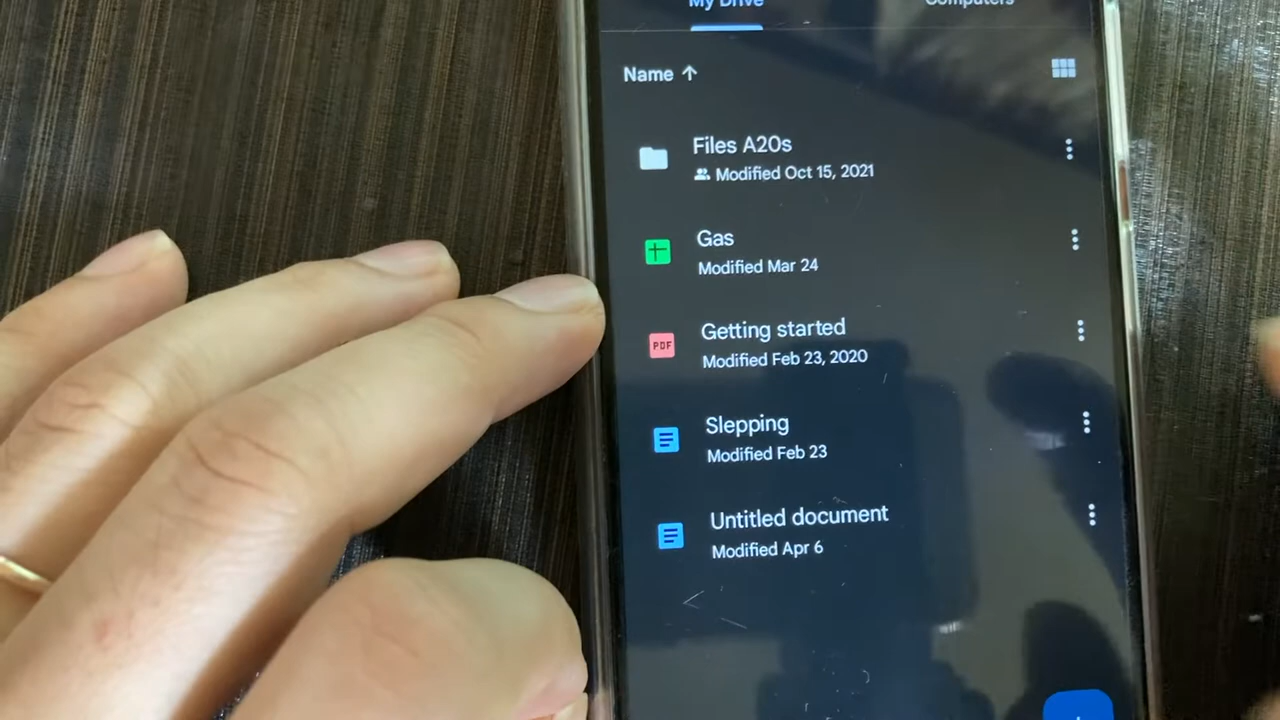 My Drive
Computers
Name ↑
Files A20s
Modified Oct 15, 2021
Gas
Modified Mar 24
Getting started
PDF
Modified Feb 23, 2020
Slepping
Modified Feb 23
Untitled document
Modified Apr 6